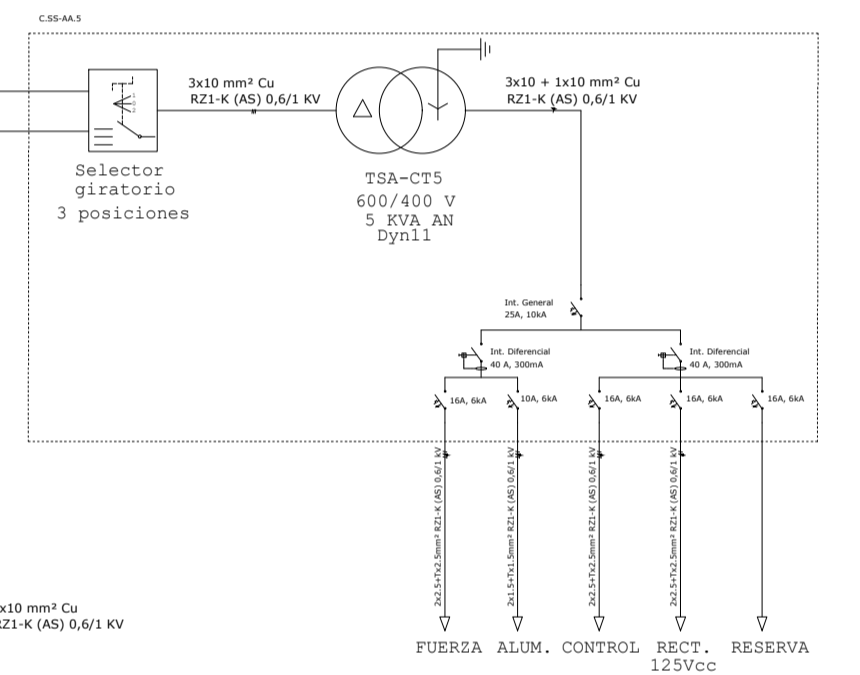 C.SS-AA.5
3x10 mm² Cu
RZ1-K (AS) 0,6/1 KV
3x10 + 1x10 mm² Cu
RZ1-K (AS) 0,6/1 KV
Selector
giratorio
3 posiciones
TSA-CT5
600/400 V
5 KVA AN
Dyn11
Int. General
25A, 10kA
Int. Diferencial
40 A, 300mA
Int. Diferencial
40 A, 300mA
16A, 6kA
10A, 6kA
16A, 6kA
16A, 6kA
16A, 6kA
2x2.5+Tx2.5mm² RZ1-K (AS) 0,6/1 kV
2x1.5+Tx1.5mm² RZ1-K (AS) 0,6/1 kV
2x2.5+Tx2.5mm² RZ1-K (AS) 0,6/1 kV
2x2.5+Tx2.5mm² RZ1-K (AS) 0,6/1 kV
x10 mm² Cu
RZ1-K (AS) 0,6/1 KV
FUERZA
ALUM.
CONTROL
RECT.
125Vcc
RESERVA